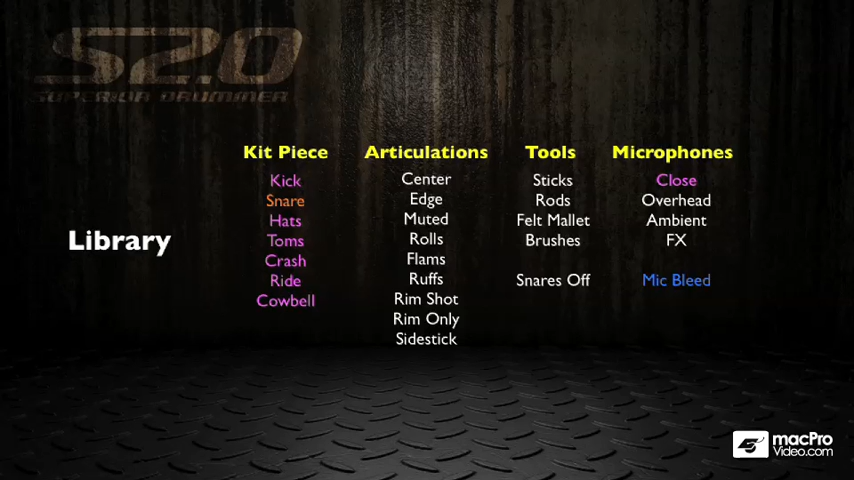 S2.0
SUPERIOR DRUMMER
Library
Kit Piece
Kick
Snare
Hats
Toms
Crash
Ride
Cowbell
Articulations
Center
Edge
Muted
Rolls
Flams
Ruffs
Rim Shot
Rim Only
Sidestick
Tools
Sticks
Rods
Felt Mallet
Brushes
Snares Off
Microphones
Close
Overhead
Ambient
FX
Mic Bleed
macPro
Video.com